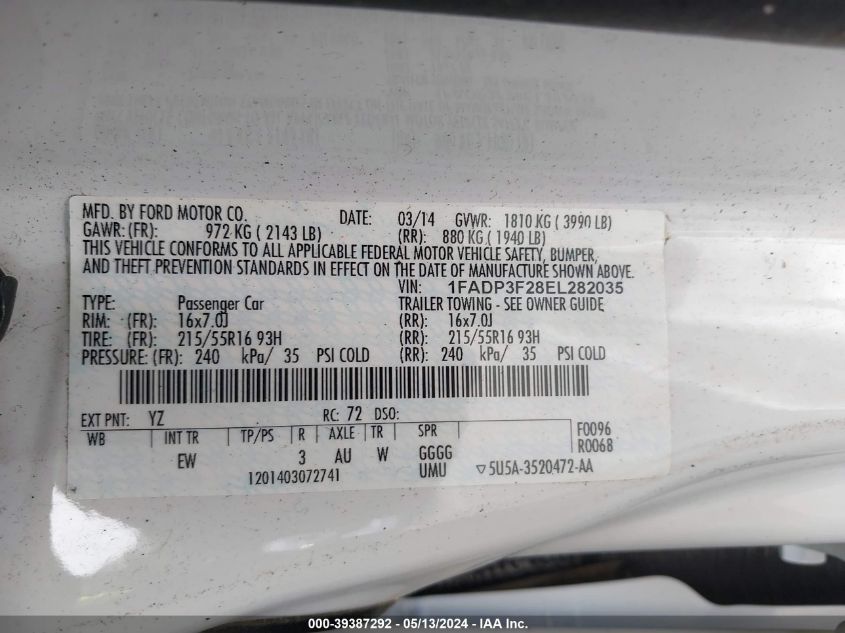 MFD. BY FORD MOTOR CO. DATE: 03/14 GVWR: 1810 KG ( 3990 LB)
GAWR: (FR): 972 KG ( 2143 LB) (RR): 880 KG ( 1940 LB)
THIS VEHICLE CONFORMS TO ALL APPLICABLE FEDERAL MOTOR VEHICLE SAFETY, BUMPER,
AND THEFT PREVENTION STANDARDS IN EFFECT ON THE DATE OF MANUFACTURE SHOWN ABOVE.
VIN: 1FADP3F28EL282035
TYPE: Passenger Car TRAILER TOWING - SEE OWNER GUIDE
RIM: (FR): 16x7.0J (RR): 16x7.0J
TIRE: (FR): 215/55R16 93H (RR): 215/55R16 93H
PRESSURE: (FR): 240 kPa/ 35 PSI COLD (RR): 240 kPa/ 35 PSI COLD
EXT PNT: YZ RC: 72 DSO:
WB INT TR TP/PS R AXLE TR SPR F0096
R0068
EW 3 AU W GGGG
UMU
1201403072741 ▽5U5A-3520472-AA
000-39387292 - 05/13/2024 - IAA Inc.